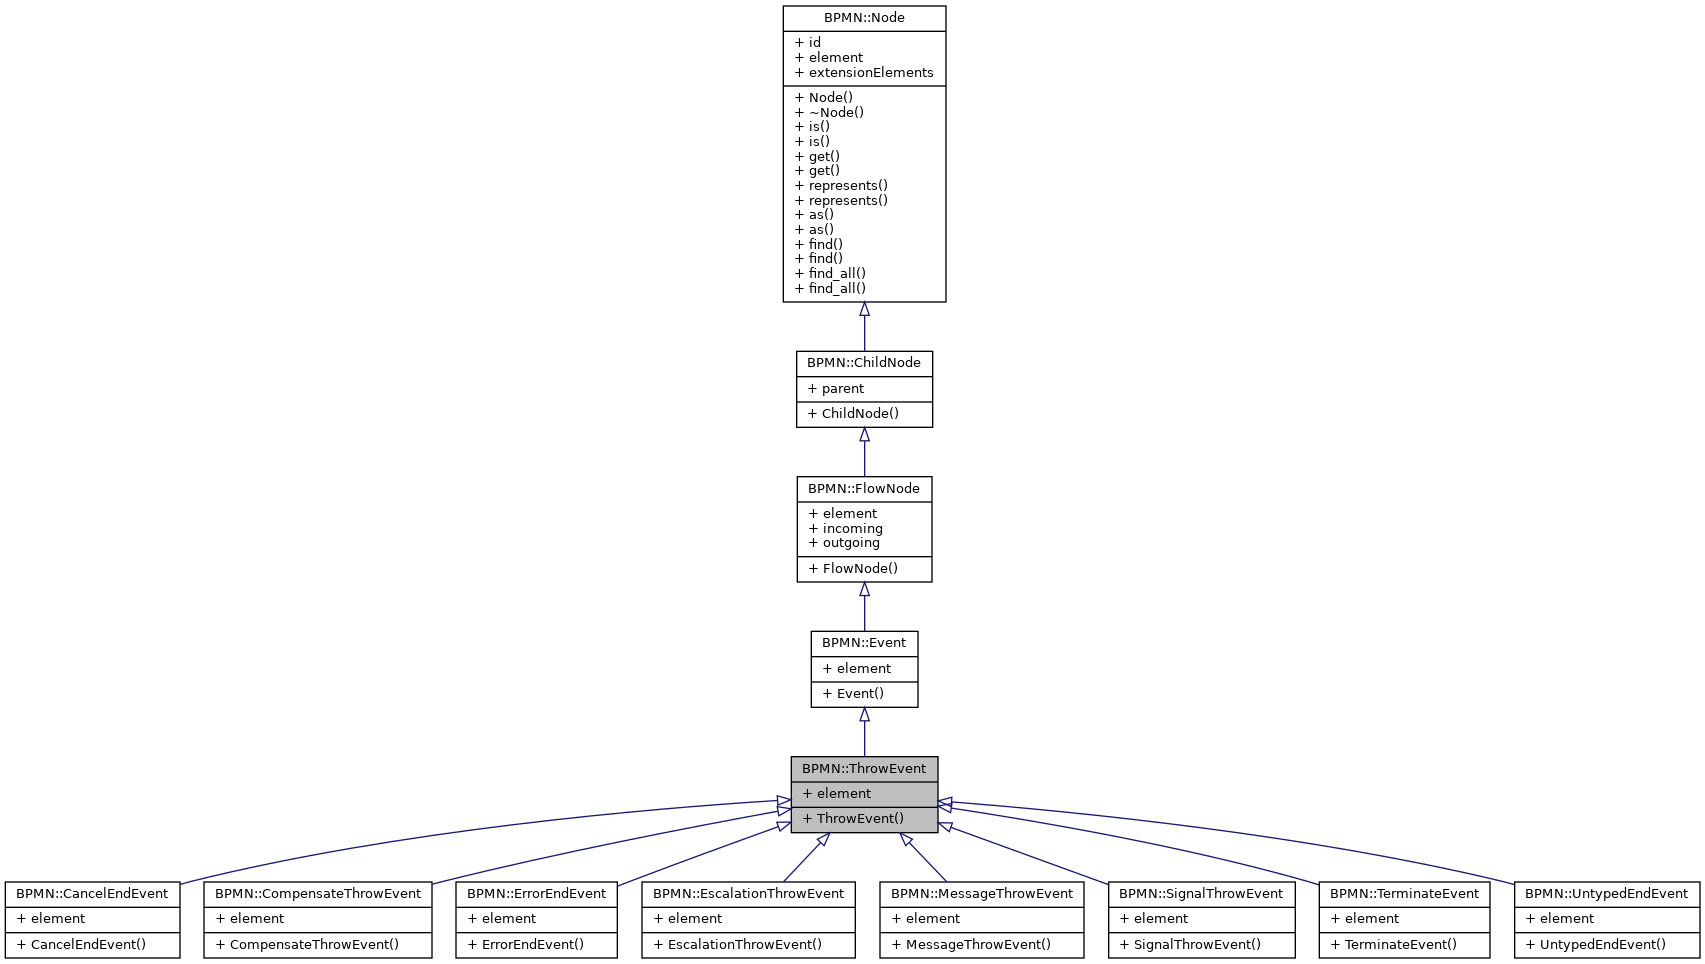 BPMN::Node
+ id
+ element
+ extensionElements
+ Node()
+ ~Node()
+ is()
+ is()
+ get()
+ get()
+ represents()
+ represents()
+ as()
+ as()
+ find()
+ find()
+ find_all()
+ find_all()
BPMN::ChildNode
+ parent
+ ChildNode()
BPMN::FlowNode
+ element
+ incoming
+ outgoing
+ FlowNode()
BPMN::Event
+ element
+ Event()
BPMN::ThrowEvent
+ element
+ ThrowEvent()
BPMN::CancelEndEvent
+ element
+ CancelEndEvent()
BPMN::CompensateThrowEvent
+ element
+ CompensateThrowEvent()
BPMN::ErrorEndEvent
+ element
+ ErrorEndEvent()
BPMN::EscalationThrowEvent
+ element
+ EscalationThrowEvent()
BPMN::MessageThrowEvent
+ element
+ MessageThrowEvent()
BPMN::SignalThrowEvent
+ element
+ SignalThrowEvent()
BPMN::TerminateEvent
+ element
+ TerminateEvent()
BPMN::UntypedEndEvent
+ element
+ UntypedEndEvent()